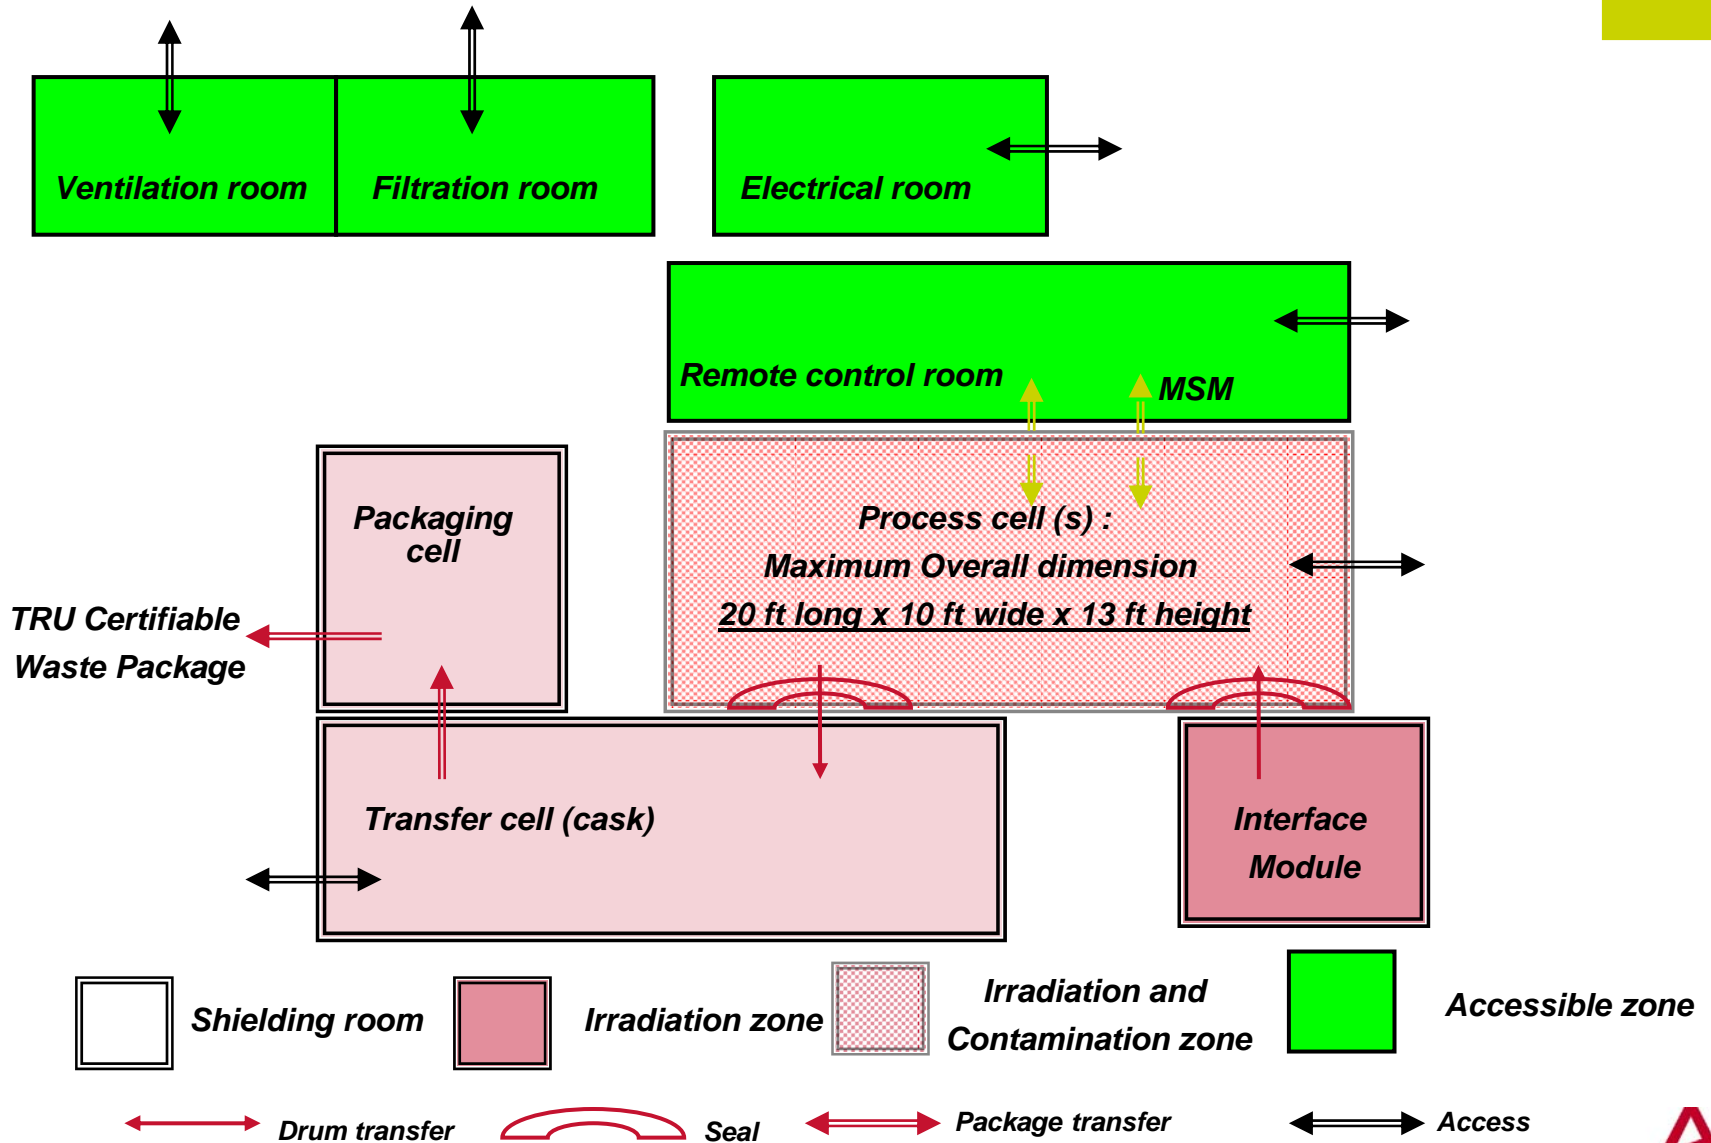 Ventilation room
Filtration room
Electrical room
Remote control room
MSM
Packaging
cell
Process cell (s) :
Maximum Overall dimension
20 ft long x 10 ft wide x 13 ft height
TRU Certifiable
Waste Package
Transfer cell (cask)
Interface
Module
Shielding room
Irradiation zone
Irradiation and
Contamination zone
Accessible zone
Drum transfer
Seal
Package transfer
Access